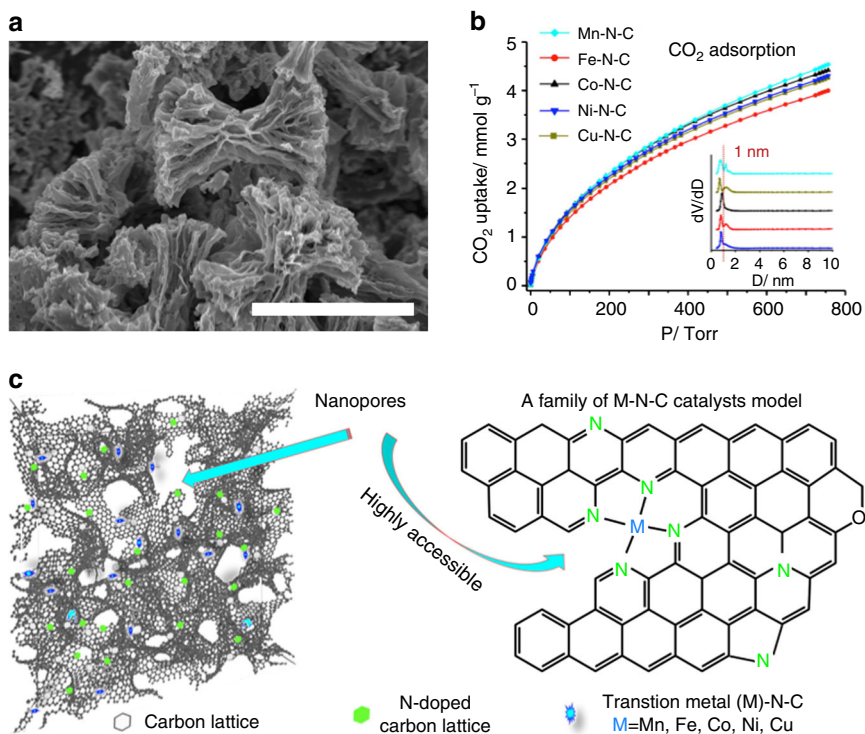 a
b
Mn-N-C
Fe-N-C
Co-N-C
Ni-N-C
Cu-N-C
CO₂ adsorption
CO₂ uptake/ mmol g⁻¹
5
4
3
2
1
0
0 200 400 600 800
P/ Torr
1 nm
dV/dD
0 2 4 6 8 10
D/ nm
c
Nanopores
Highly accessible
A family of M-N-C catalysts model
N
N
N
M
N
N
N
N
O
Carbon lattice
N-doped
carbon lattice
Transtion metal (M)-N-C
M=Mn, Fe, Co, Ni, Cu